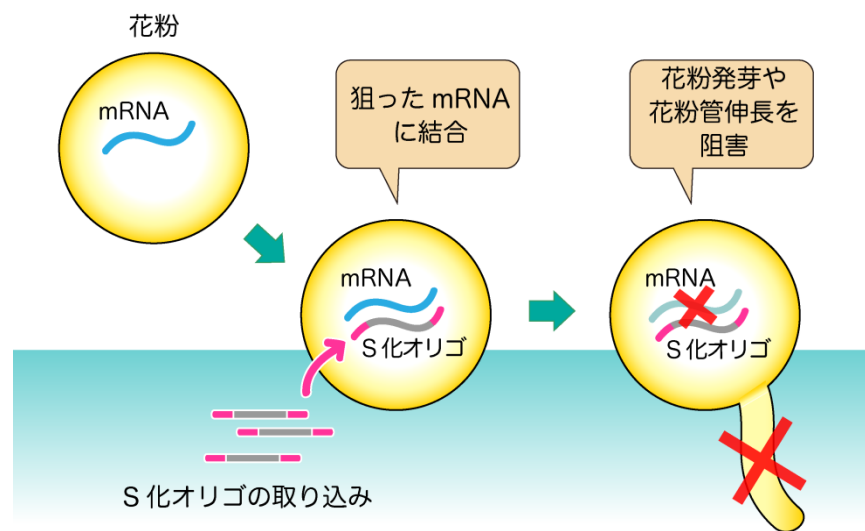 花粉
mRNA
狙った mRNA
に結合
mRNA
S 化オリゴ
S 化オリゴの取り込み
花粉発芽や
花粉管伸長を
阻害
mRNA
S 化オリゴ